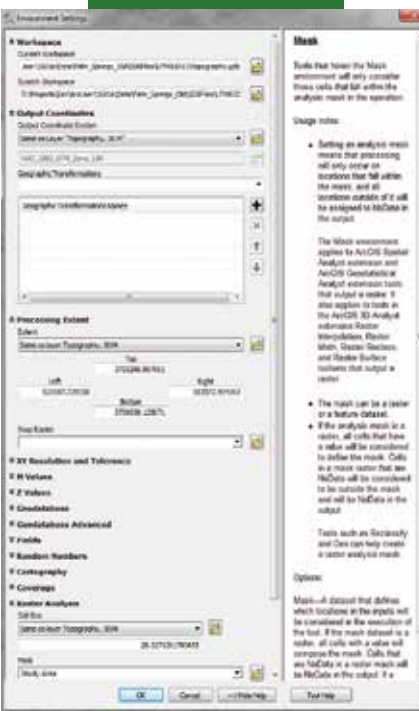 Environment Settings
Workspace
Current Workspace
Scratch Workspace
Output Coordinates
Output Coordinate System
Same as Layer "Topography, 30 M"
Geographic Transformations
Geographic Transformations Names
Processing Extent
Extent
Same as layer Topography, 30M
Top
Left
Right
Bottom
Snap Raster
XY Resolution and Tolerance
M Values
Z Values
Geodatabase
Geodatabase Advanced
Fields
Random Numbers
Cartography
Coverage
Raster Analysis
Cell Size
Same as layer Topography, 30M
Mask
Study Area
OK
Cancel
<< Hide Help
Tool Help
Mask
Tools that honor the Mask
environment will only consider
those cells that fall within the
analysis mask in the operation.
Usage notes:
Setting an analysis mask
means that processing
will only occur on
locations that fall within
the mask, and all
locations outside of it will
be assigned to NoData in
the output.
The Mask environment
applies to ArcGIS Spatial
Analyst extension and
ArcGIS Geostatistical
Analyst extension tools
that output a raster. It
also applies to tools in
the ArcGIS 3D Analyst
extension Raster
Interpolation, Raster
Math, Raster Reclass,
and Raster Surface
toolsets that output a
raster.
The mask can be a raster
or a feature dataset.
If the analysis mask is a
raster, all cells that have
a value will be considered
to define the mask. Cells
in a mask raster that are
NoData will be considered
to be outside the mask
and will be NoData in the
output.
Tools such as Reclassify
and Con can help create
a raster analysis mask.
Options:
Mask—A dataset that defines
which locations in the inputs will
be considered in the execution of
the tool. If the mask dataset is a
raster, all cells with a value will
compose the mask. Cells that
are NoData in a raster mask will
be NoData in the output. If a